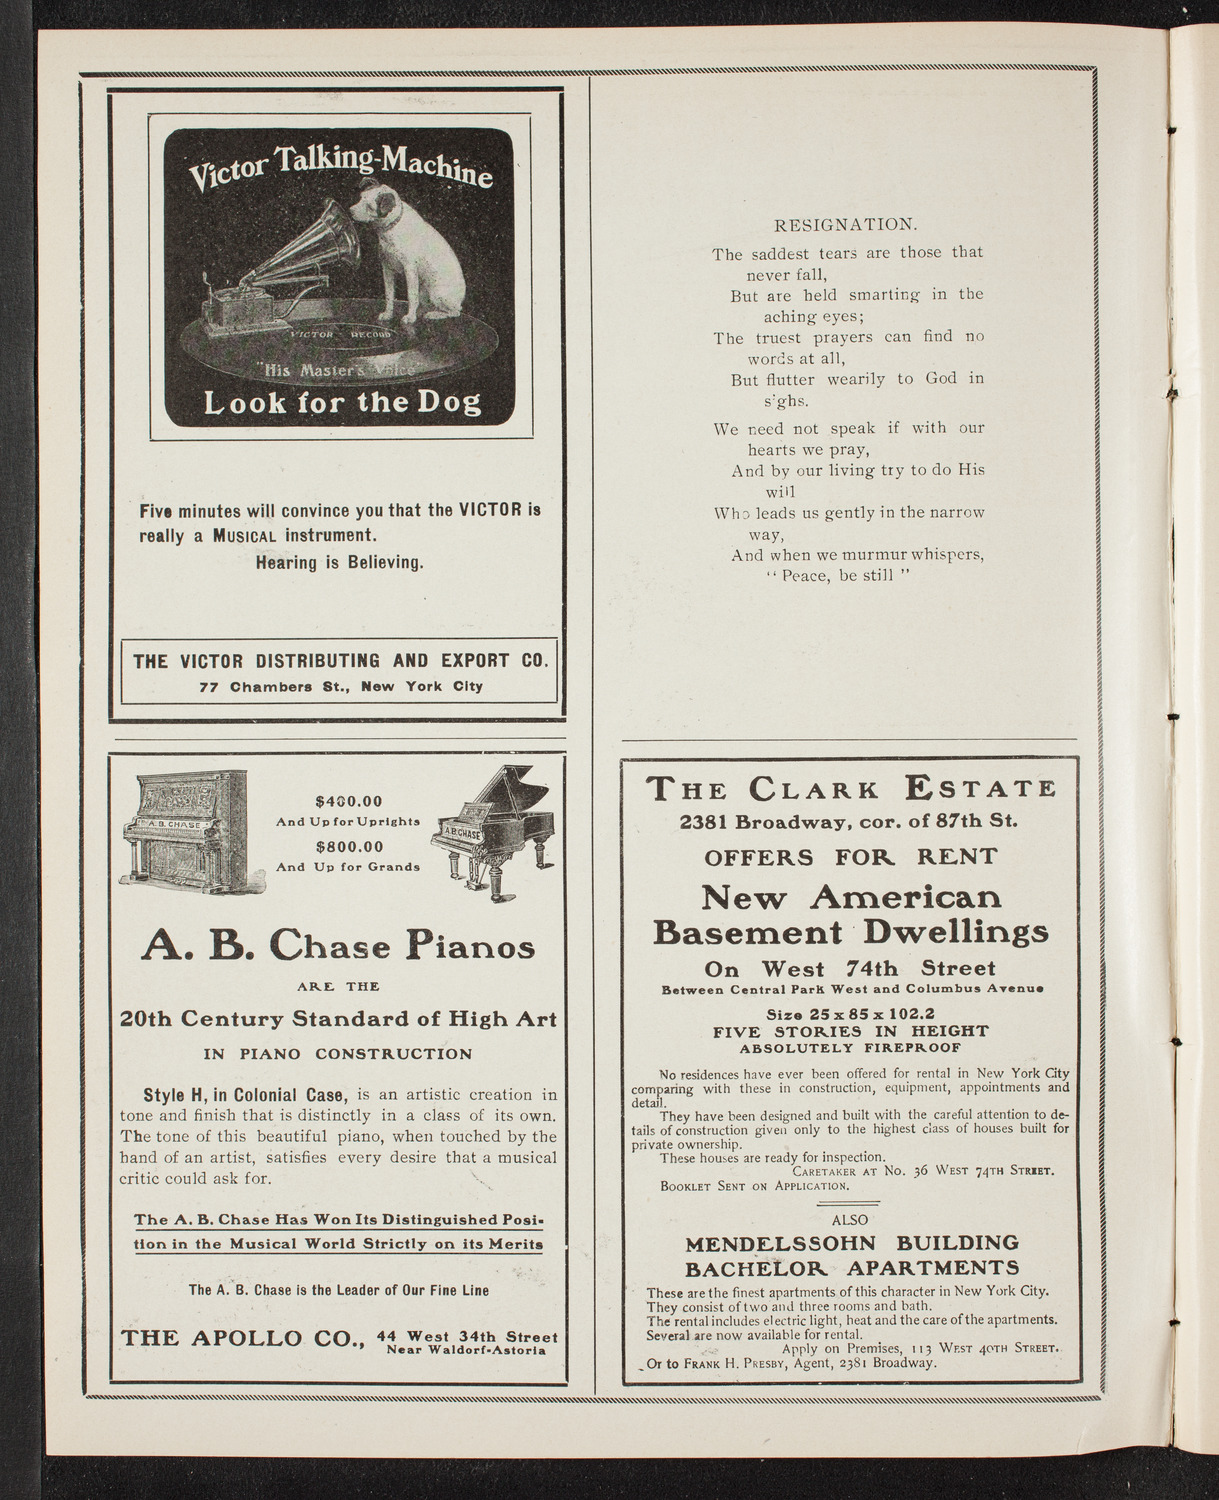 Victor Talking-Machine
VICTOR RECORD
"His Master's Voice"
Look for the Dog
Five minutes will convince you that the VICTOR is
really a MUSICAL instrument.
Hearing is Believing.
THE VICTOR DISTRIBUTING AND EXPORT CO.
77 Chambers St., New York City
A. B. CHASE
$400.00
And Up for Uprights
$800.00
And Up for Grands
A.B.CHASE
A. B. Chase Pianos
ARE THE
20th Century Standard of High Art
IN PIANO CONSTRUCTION
Style H, in Colonial Case, is an artistic creation in
tone and finish that is distinctly in a class of its own.
The tone of this beautiful piano, when touched by the
hand of an artist, satisfies every desire that a musical
critic could ask for.
The A. B. Chase Has Won Its Distinguished Posi-
tion in the Musical World Strictly on its Merits
The A. B. Chase is the Leader of Our Fine Line
THE APOLLO CO., 44 West 34th Street
Near Waldorf-Astoria
RESIGNATION.
The saddest tears are those that
never fall,
But are held smarting in the
aching eyes;
The truest prayers can find no
words at all,
But flutter wearily to God in
sighs.
We need not speak if with our
hearts we pray,
And by our living try to do His
will
Who leads us gently in the narrow
way,
And when we murmur whispers,
"Peace, be still"
THE CLARK ESTATE
2381 Broadway, cor. of 87th St.
OFFERS FOR RENT
New American
Basement Dwellings
On West 74th Street
Between Central Park West and Columbus Avenue
Size 25 x 85 x 102.2
FIVE STORIES IN HEIGHT
ABSOLUTELY FIREPROOF
No residences have ever been offered for rental in New York City
comparing with these in construction, equipment, appointments and
detail.
They have been designed and built with the careful attention to de-
tails of construction given only to the highest class of houses built for
private ownership.
These houses are ready for inspection.
CARETAKER AT NO. 36 WEST 74TH STREET.
BOOKLET SENT ON APPLICATION.
ALSO
MENDELSSOHN BUILDING
BACHELOR APARTMENTS
These are the finest apartments of this character in New York City.
They consist of two and three rooms and bath.
The rental includes electric light, heat and the care of the apartments.
Several are now available for rental.
Apply on Premises, 113 WEST 40TH STREET.
Or to FRANK H. PRESBY, Agent, 2381 Broadway.